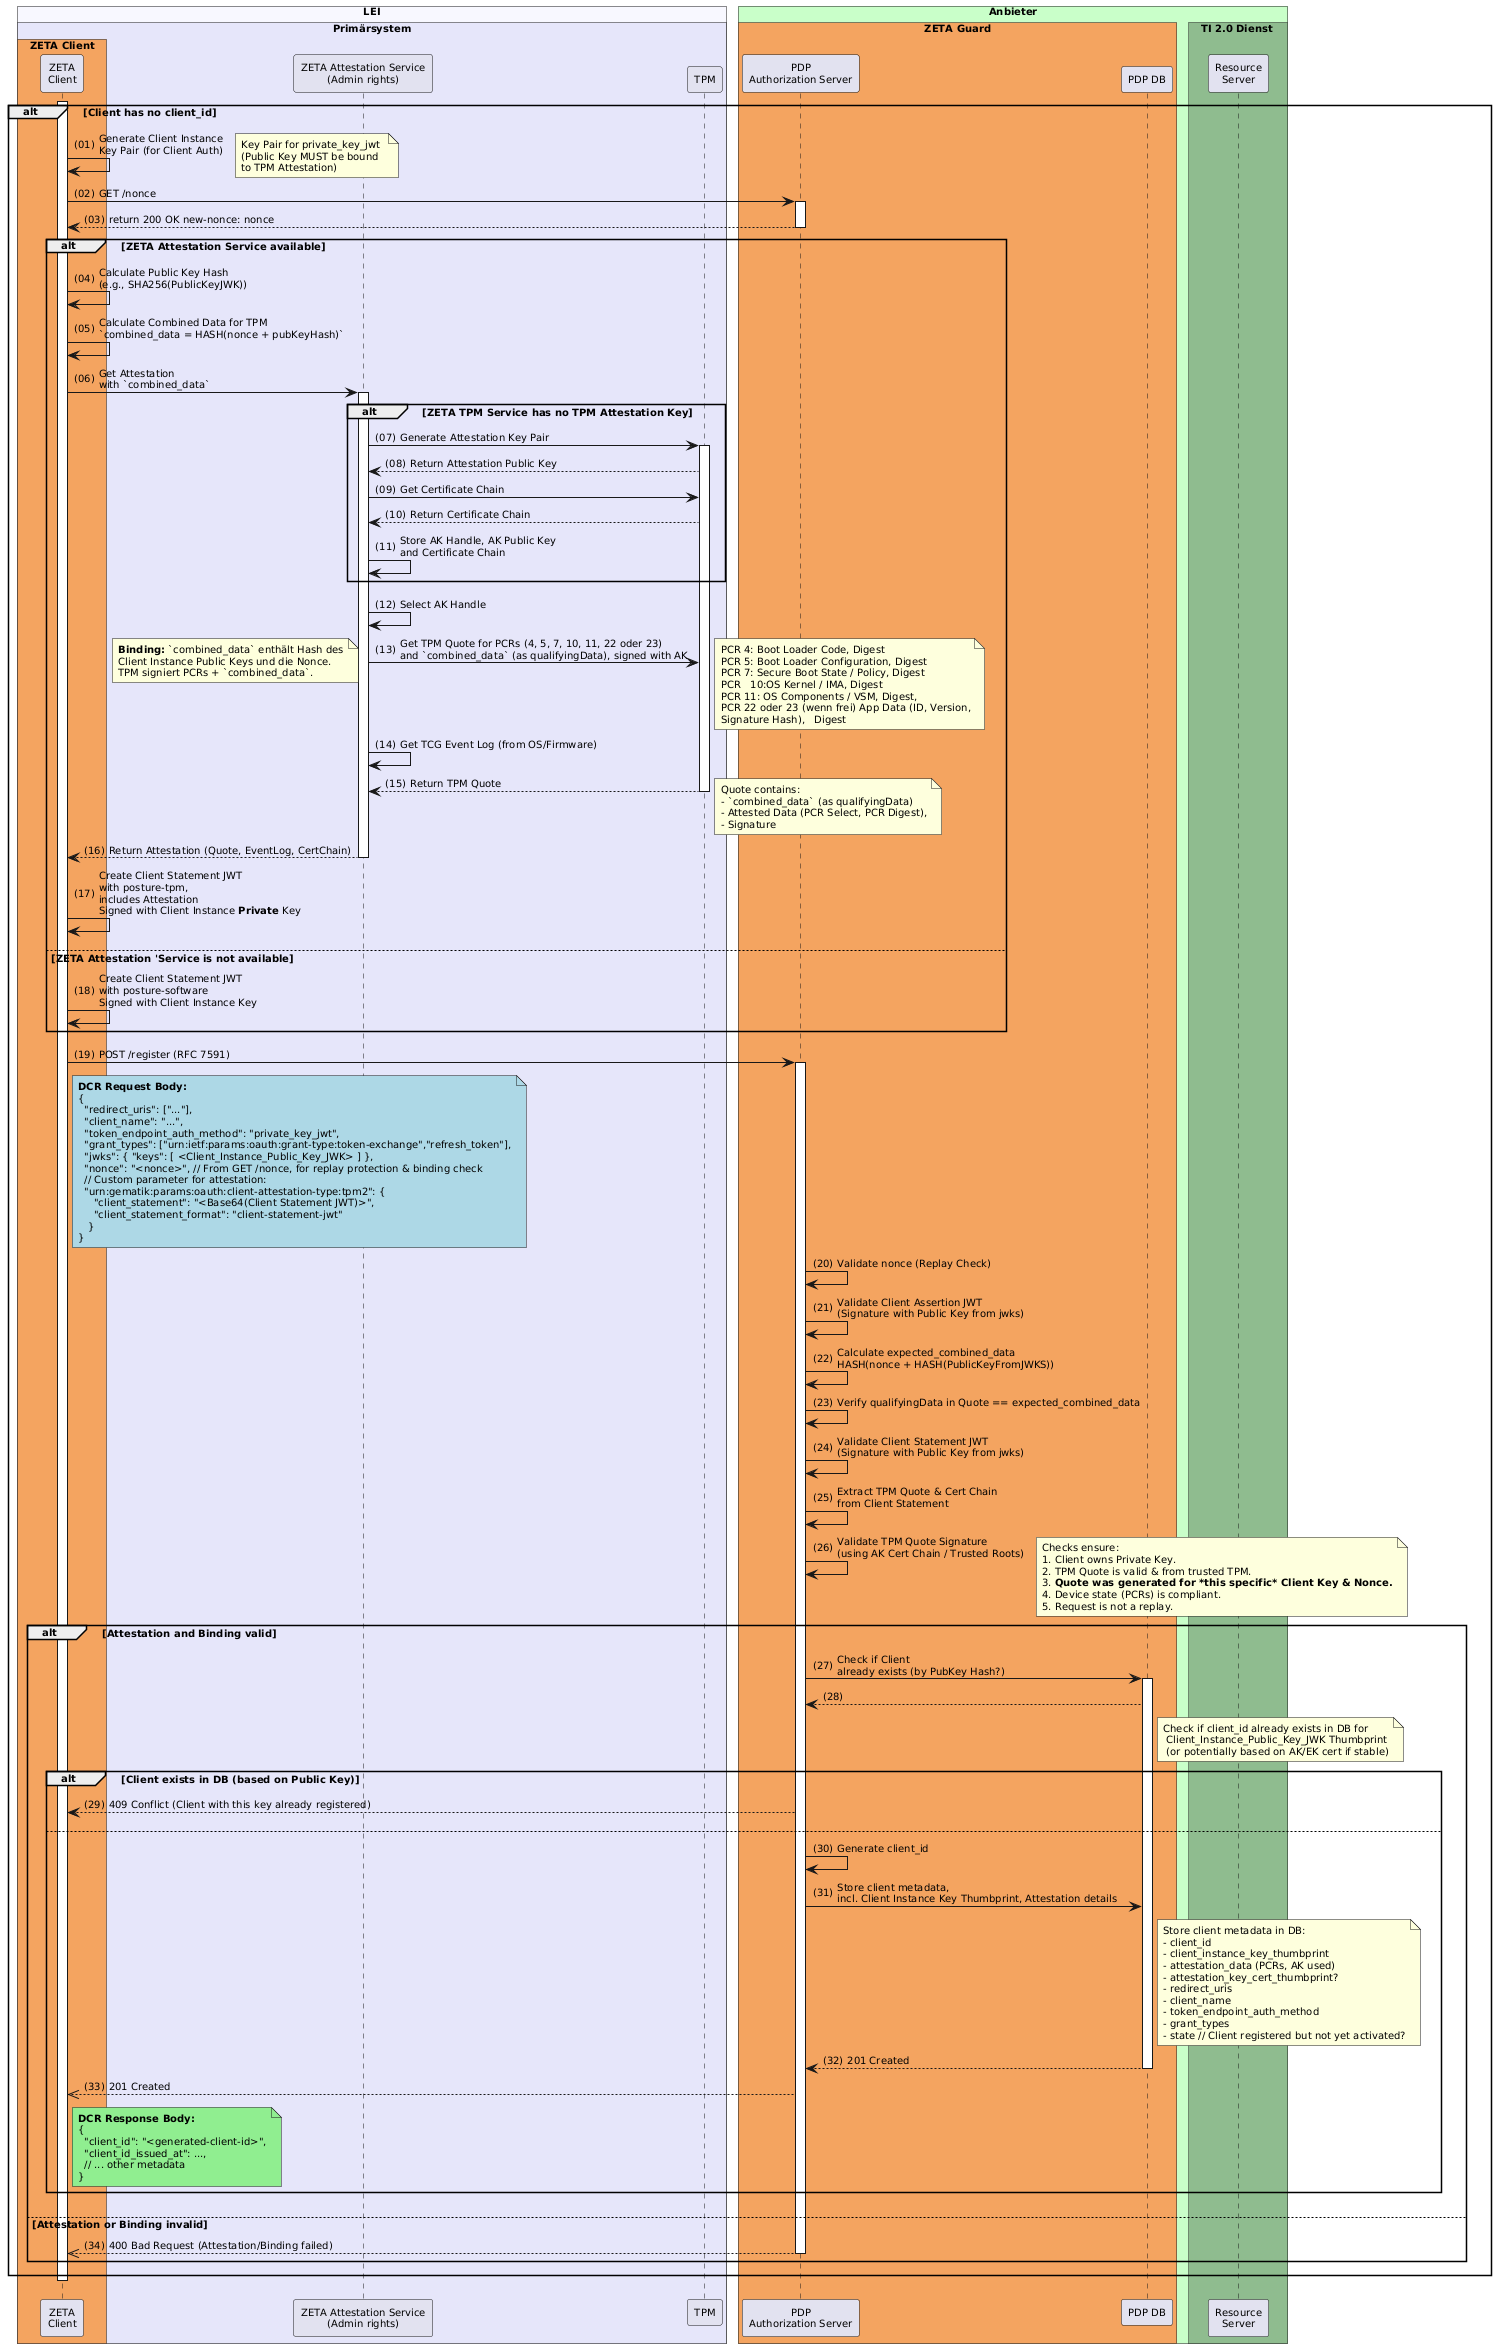 LEI
Anbieter
Primärsystem
ZETA Guard
TI 2.0 Dienst
ZETA Client
ZETA
Client
ZETA Attestation Service
(Admin rights)
TPM
PDP
Authorization Server
PDP DB
Resource
Server
alt
[Client has no client_id]
(01) Generate Client Instance
Key Pair (for Client Auth)
Key Pair for private_key_jwt
(Public Key MUST be bound
to TPM Attestation)
(02) GET /nonce
(03) return 200 OK new-nonce: nonce
alt
[ZETA Attestation Service available]
(04) Calculate Public Key Hash
(e.g., SHA256(PublicKeyJWK))
(05) Calculate Combined Data for TPM
`combined_data = HASH(nonce + pubKeyHash)`
(06) Get Attestation
with `combined_data`
alt
[ZETA TPM Service has no TPM Attestation Key]
(07) Generate Attestation Key Pair
(08) Return Attestation Public Key
(09) Get Certificate Chain
(10) Return Certificate Chain
(11) Store AK Handle, AK Public Key
and Certificate Chain
(12) Select AK Handle
Binding: `combined_data` enthält Hash des
Client Instance Public Keys und die Nonce.
TPM signiert PCRs + `combined_data`.
(13) Get TPM Quote for PCRs (4, 5, 7, 10, 11, 22 oder 23)
and `combined_data` (as qualifyingData), signed with AK
PCR 4: Boot Loader Code, Digest
PCR 5: Boot Loader Configuration, Digest
PCR 7: Secure Boot State / Policy, Digest
PCR   10:OS Kernel / IMA, Digest
PCR 11: OS Components / VSM, Digest,
PCR 22 oder 23 (wenn frei) App Data (ID, Version,
Signature Hash),   Digest
(14) Get TCG Event Log (from OS/Firmware)
(15) Return TPM Quote
Quote contains:
- `combined_data` (as qualifyingData)
- Attested Data (PCR Select, PCR Digest),
- Signature
(16) Return Attestation (Quote, EventLog, CertChain)
(17) Create Client Statement JWT
with posture-tpm,
includes Attestation
Signed with Client Instance Private Key
[ZETA Attestation 'Service is not available]
(18) Create Client Statement JWT
with posture-software
Signed with Client Instance Key
(19) POST /register (RFC 7591)
DCR Request Body:
{
"redirect_uris": ["..."],
"client_name": "...",
"token_endpoint_auth_method": "private_key_jwt",
"grant_types": ["urn:ietf:params:oauth:grant-type:token-exchange","refresh_token"],
"jwks": { "keys": [ <Client_Instance_Public_Key_JWK> ] },
"nonce": "<nonce>", // From GET /nonce, for replay protection & binding check
// Custom parameter for attestation:
"urn:gematik:params:oauth:client-attestation-type:tpm2": {
"client_statement": "<Base64(Client Statement JWT)>",
"client_statement_format": "client-statement-jwt"
}
}
(20) Validate nonce (Replay Check)
(21) Validate Client Assertion JWT
(Signature with Public Key from jwks)
(22) Calculate expected_combined_data
HASH(nonce + HASH(PublicKeyFromJWKS))
(23) Verify qualifyingData in Quote == expected_combined_data
(24) Validate Client Statement JWT
(Signature with Public Key from jwks)
(25) Extract TPM Quote & Cert Chain
from Client Statement
(26) Validate TPM Quote Signature
(using AK Cert Chain / Trusted Roots)
Checks ensure:
1. Client owns Private Key.
2. TPM Quote is valid & from trusted TPM.
3. Quote was generated for *this specific* Client Key & Nonce.
4. Device state (PCRs) is compliant.
5. Request is not a replay.
alt
[Attestation and Binding valid]
(27) Check if Client
already exists (by PubKey Hash?)
(28)
Check if client_id already exists in DB for
Client_Instance_Public_Key_JWK Thumbprint
(or potentially based on AK/EK cert if stable)
alt
[Client exists in DB (based on Public Key)]
(29) 409 Conflict (Client with this key already registered)
(30) Generate client_id
(31) Store client metadata,
incl. Client Instance Key Thumbprint, Attestation details
Store client metadata in DB:
- client_id
- client_instance_key_thumbprint
- attestation_data (PCRs, AK used)
- attestation_key_cert_thumbprint?
- redirect_uris
- client_name
- token_endpoint_auth_method
- grant_types
- state // Client registered but not yet activated?
(32) 201 Created
(33) 201 Created
DCR Response Body:
{
"client_id": "<generated-client-id>",
"client_id_issued_at": ...,
// ... other metadata
}
[Attestation or Binding invalid]
(34) 400 Bad Request (Attestation/Binding failed)
ZETA
Client
ZETA Attestation Service
(Admin rights)
TPM
PDP
Authorization Server
PDP DB
Resource
Server